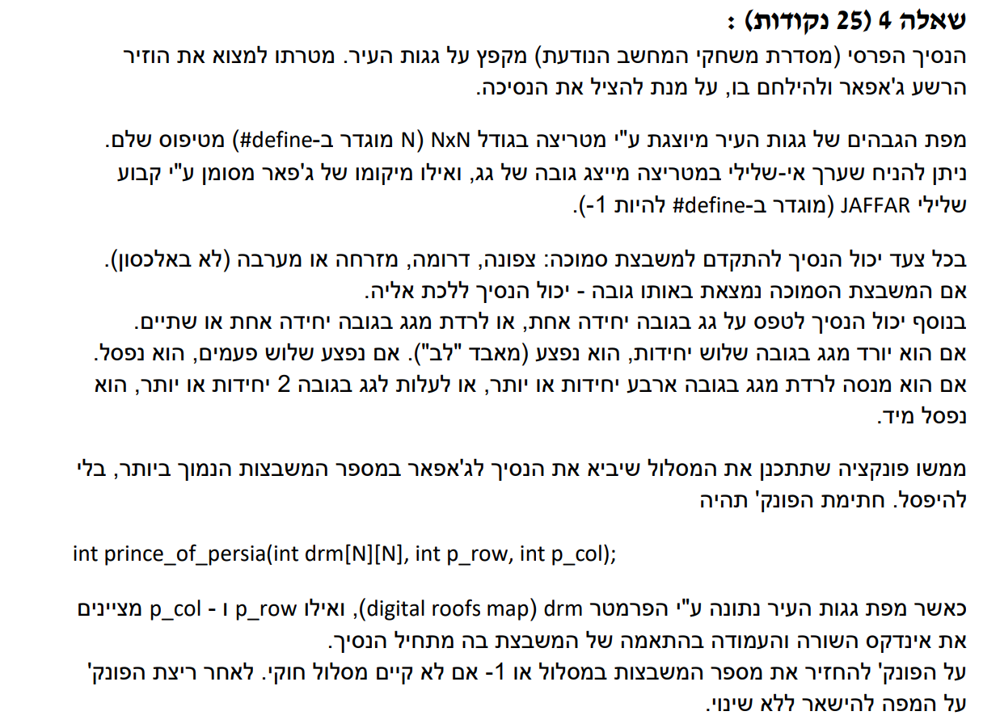 שאלה 4 (25 נקודות) :
הנסיך הפרסי (מסדרת משחקי המחשב הנודעת) מקפץ על גגות העיר. מטרתו למצוא את הוזיר
הרשע ג'אפאר ולהילחם בו, על מנת להציל את הנסיכה.
מפת הגבהים של גגות העיר מיוצגת ע"י מטריצה בגודל NxN (N מוגדר ב-#define) מטיפוס שלם.
ניתן להניח שערך אי-שלילי במטריצה מייצג גובה של גג, ואילו מיקומו של ג'פאר מסומן ע"י קבוע
שלילי JAFFAR (מוגדר ב-#define להיות 1-).
בכל צעד יכול הנסיך להתקדם למשבצת סמוכה: צפונה, דרומה, מזרחה או מערבה (לא באלכסון).
אם המשבצת הסמוכה נמצאת באותו גובה - יכול הנסיך ללכת אליה.
בנוסף יכול הנסיך לטפס על גג בגובה יחידה אחת, או לרדת מגג בגובה יחידה אחת או שתיים.
אם הוא יורד מגג בגובה שלוש יחידות, הוא נפצע (מאבד "לב"). אם נפצע שלוש פעמים, הוא נפסל.
אם הוא מנסה לרדת מגג בגובה ארבע יחידות או יותר, או לעלות לגג בגובה 2 יחידות או יותר, הוא
נפסל מיד.
ממשו פונקציה שתתכנן את המסלול שיביא את הנסיך לג'אפאר במספר המשבצות הנמוך ביותר, בלי
להיפסל. חתימת הפונק' תהיה
int prince_of_persia(int drm[N][N], int p_row, int p_col);
כאשר מפת גגות העיר נתונה ע"י הפרמטר drm (digital roofs map), ואילו p_row ו - p_col מציינים
את אינדקס השורה והעמודה בהתאמה של המשבצת בה מתחיל הנסיך.
על הפונק' להחזיר את מספר המשבצות במסלול או 1- אם לא קיים מסלול חוקי. לאחר ריצת הפונק'
על המפה להישאר ללא שינוי.